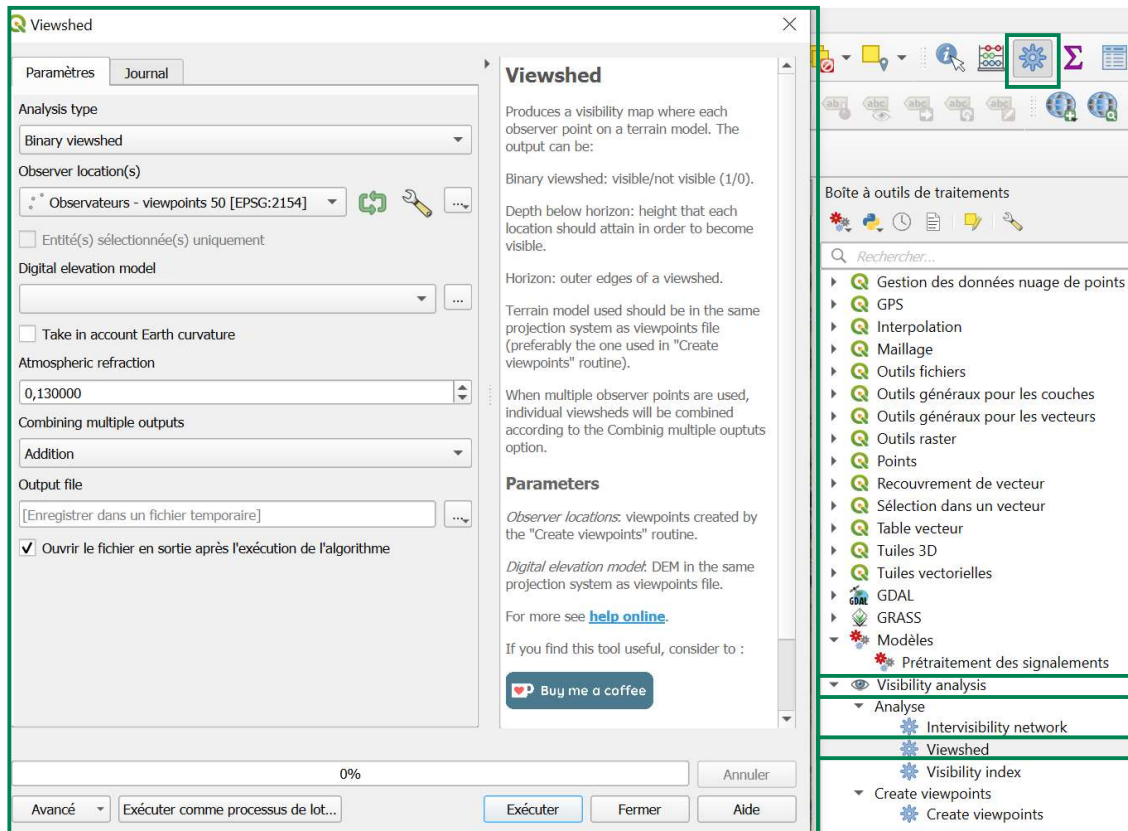 Viewshed
Paramètres
Journal
Analysis type
Binary viewshed
Observer location(s)
Observateurs - viewpoints 50 [EPSG:2154]
...
Entité(s) sélectionnée(s) uniquement
Digital elevation model
...
Take in account Earth curvature
Atmospheric refraction
0,130000
Combining multiple outputs
Addition
Output file
[Enregistrer dans un fichier temporaire]
...
Ouvrir le fichier en sortie après l'exécution de l'algorithme
Viewshed
Produces a visibility map where each
observer point on a terrain model. The
output can be:
Binary viewshed: visible/not visible (1/0).
Depth below horizon: height that each
location should attain in order to become
visible.
Horizon: outer edges of a viewshed.
Terrain model used should be in the same
projection system as viewpoints file
(preferably the one used in "Create
viewpoints" routine).
When multiple observer points are used,
individual viewsheds will be combined
according to the Combinig multiple ouptuts
option.
Parameters
Observer locations: viewpoints created by
the "Create viewpoints" routine.
Digital elevation model: DEM in the same
projection system as viewpoints file.
For more see help online.
If you find this tool useful, consider to :
Buy me a coffee
0%
Annuler
Avancé
Exécuter comme processus de lot...
Exécuter
Fermer
Aide
Σ
abc abc abc abc
Boîte à outils de traitements
Rechercher...
Gestion des données nuage de points
GPS
Interpolation
Maillage
Outils fichiers
Outils généraux pour les couches
Outils généraux pour les vecteurs
Outils raster
Points
Recouvrement de vecteur
Sélection dans un vecteur
Table vecteur
Tuiles 3D
Tuiles vectorielles
GDAL GDAL
GRASS
Modèles
Prétraitement des signalements
Visibility analysis
Analyse
Intervisibility network
Viewshed
Visibility index
Create viewpoints
Create viewpoints